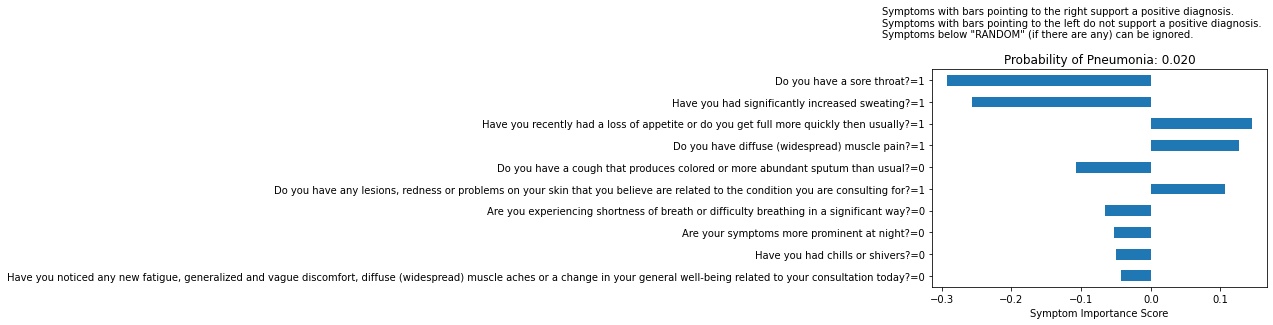 Symptoms with bars pointing to the right support a positive diagnosis.
Symptoms with bars pointing to the left do not support a positive diagnosis.
Symptoms below "RANDOM" (if there are any) can be ignored.
Probability of Pneumonia: 0.020
Do you have a sore throat?=1
Have you had significantly increased sweating?=1
Have you recently had a loss of appetite or do you get full more quickly then usually?=1
Do you have diffuse (widespread) muscle pain?=1
Do you have a cough that produces colored or more abundant sputum than usual?=0
Do you have any lesions, redness or problems on your skin that you believe are related to the condition you are consulting for?=1
Are you experiencing shortness of breath or difficulty breathing in a significant way?=0
Are your symptoms more prominent at night?=0
Have you had chills or shivers?=0
Have you noticed any new fatigue, generalized and vague discomfort, diffuse (widespread) muscle aches or a change in your general well-being related to your consultation today?=0
−0.3 −0.2 −0.1 0.0 0.1
Symptom Importance Score